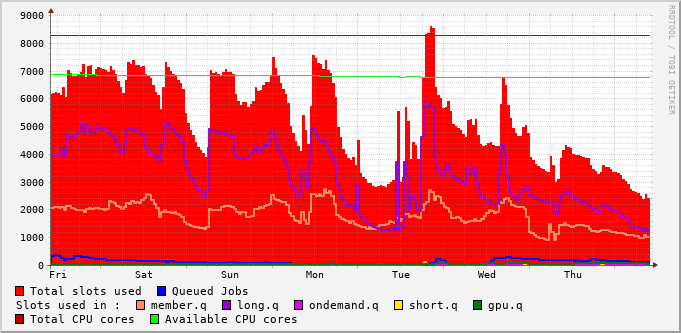 9000
8000
7000
6000
5000
4000
3000
2000
1000
0
Fri Sat Sun Mon Tue Wed Thu
RRDTOOL / TOBI OETIKER
Total slots used Queued Jobs
Slots used in : member.q long.q ondemand.q short.q gpu.q
Total CPU cores Available CPU cores